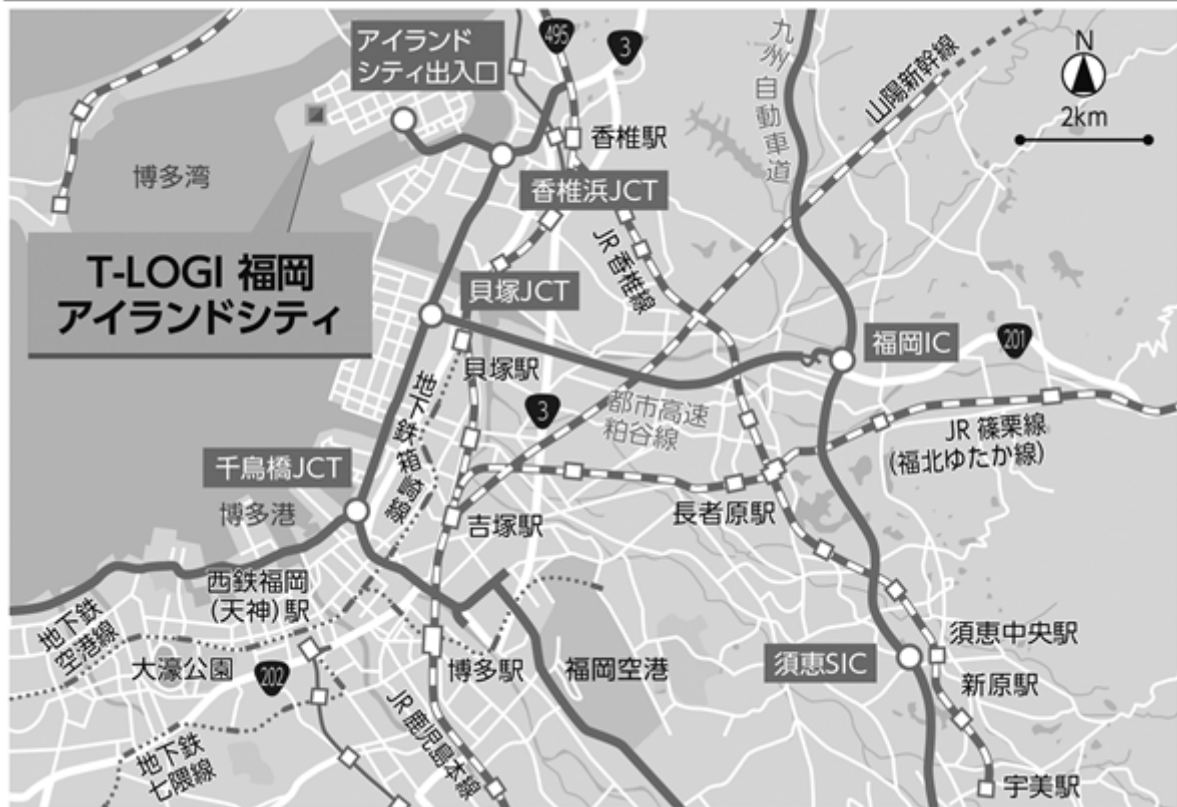 アイランド
シティ出入口
495
3
九州自動車道
山陽新幹線
N
2km
香椎駅
博多湾
香椎浜JCT
T-LOGI 福岡
アイランドシティ
JR 香椎線
貝塚JCT
福岡IC
201
貝塚駅
地下鉄箱崎線
3
都市高速
粕谷線
JR 篠栗線
(福北ゆたか線)
千鳥橋JCT
博多港
吉塚駅
長者原駅
西鉄福岡
(天神)駅
地下鉄
空港線
大濠公園
202
博多駅
福岡空港
須恵SIC
須恵中央駅
新原駅
JR 鹿児島本線
地下鉄
七隈線
宇美駅